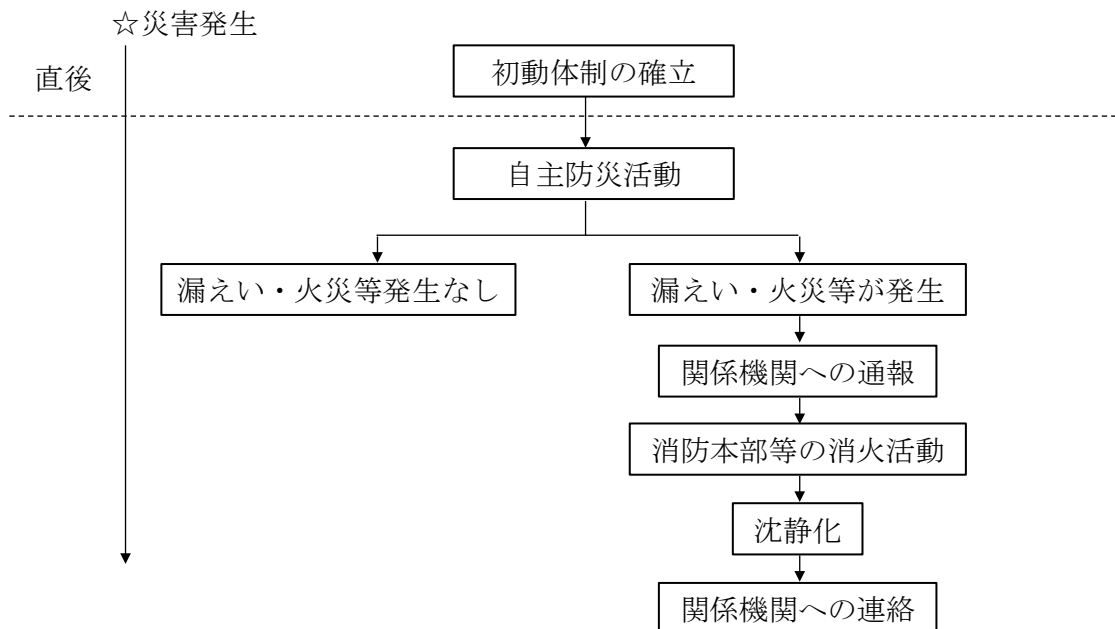 ☆災害発生
直後
初動体制の確立
自主防災活動
漏えい・火災等発生なし
漏えい・火災等が発生
関係機関への通報
消防本部等の消火活動
沈静化
関係機関への連絡